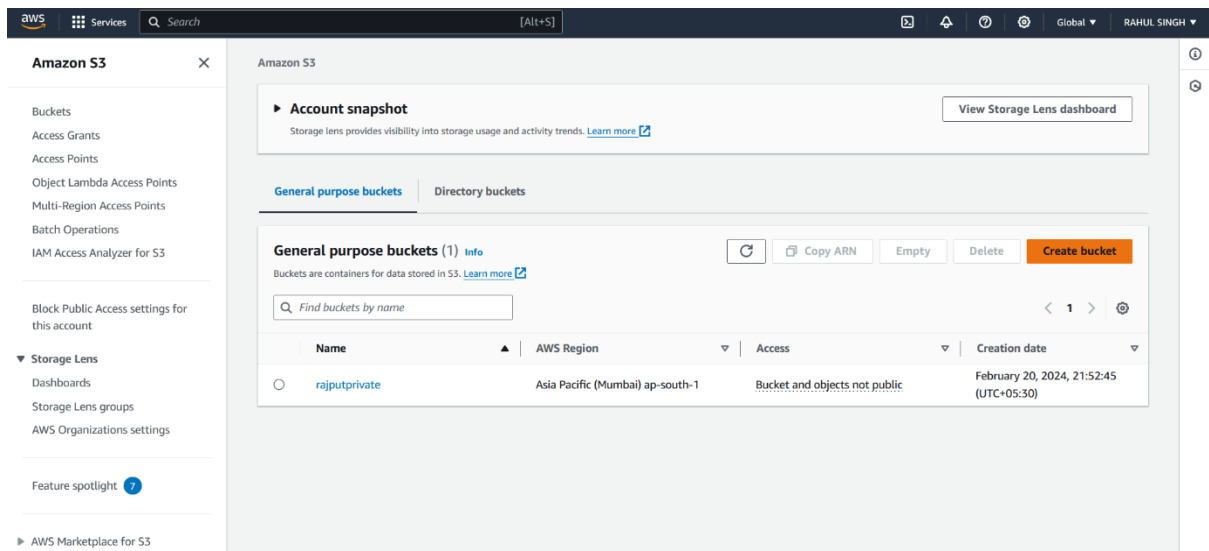 aws
Services
Search
[Alt+S]
Global
RAHUL SINGH
Amazon S3
Buckets
Access Grants
Access Points
Object Lambda Access Points
Multi-Region Access Points
Batch Operations
IAM Access Analyzer for S3
Block Public Access settings for
this account
Storage Lens
Dashboards
Storage Lens groups
AWS Organizations settings
Feature spotlight 7
AWS Marketplace for S3
Amazon S3
Account snapshot
View Storage Lens dashboard
Storage lens provides visibility into storage usage and activity trends. Learn more
General purpose buckets
Directory buckets
General purpose buckets (1) Info
Copy ARN
Empty
Delete
Create bucket
Buckets are containers for data stored in S3. Learn more
Find buckets by name
1
Name
AWS Region
Access
Creation date
rajputprivate
Asia Pacific (Mumbai) ap-south-1
Bucket and objects not public
February 20, 2024, 21:52:45
(UTC+05:30)